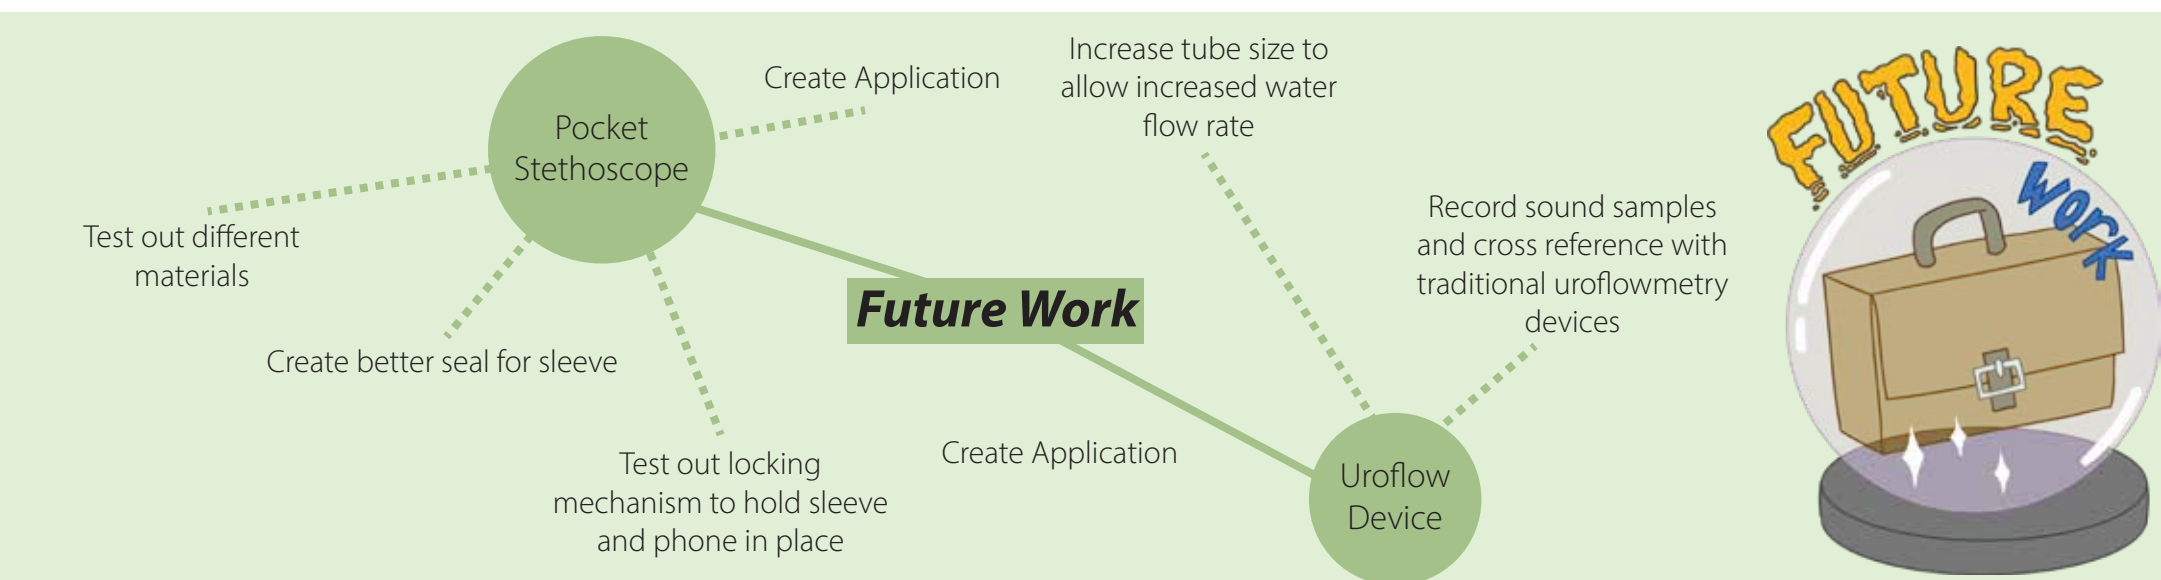 Pocket
Stethoscope
Create Application
Test out different
materials
Create better seal for sleeve
Test out locking
mechanism to hold sleeve
and phone in place
Future Work
Increase tube size to
allow increased water
flow rate
Record sound samples
and cross reference with
traditional uroflowmetry
devices
Create Application
Uroflow
Device
FUTURE
WORK